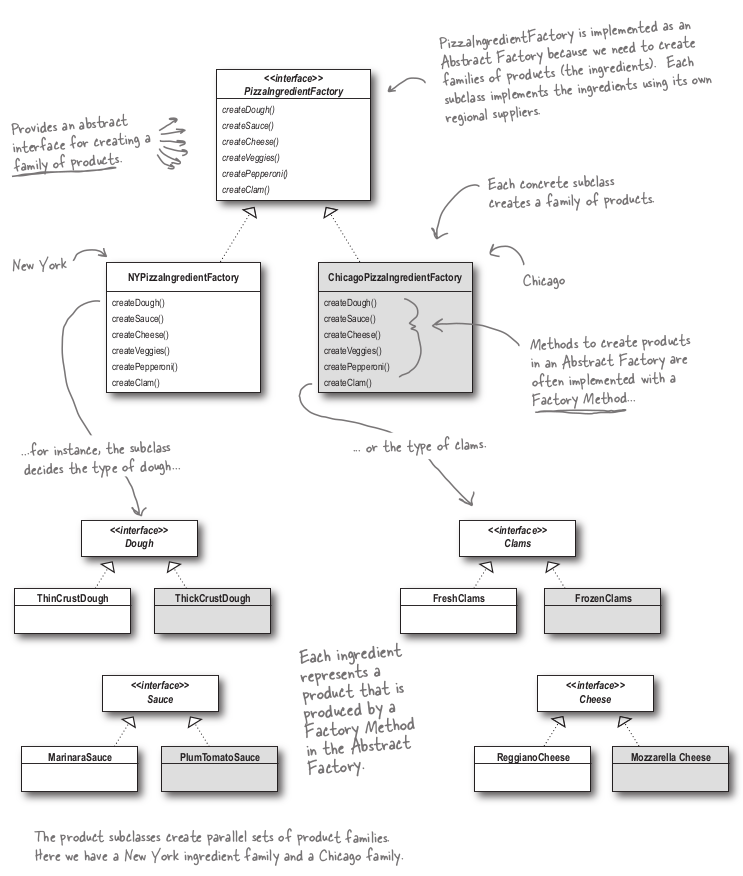 PizzaIngredientFactory is implemented as an
Abstract Factory because we need to create
families of products (the ingredients). Each
subclass implements the ingredients using its own
regional suppliers.
<<interface>>
PizzaIngredientFactory
createDough()
createSauce()
createCheese()
createVeggies()
createPepperoni()
createClam()
Provides an abstract
interface for creating a
family of products.
Each concrete subclass
creates a family of products.
New York
Chicago
NYPizzaIngredientFactory
createDough()
createSauce()
createCheese()
createVeggies()
createPepperoni()
createClam()
ChicagoPizzaIngredientFactory
createDough()
createSauce()
createCheese()
createVeggies()
createPepperoni()
createClam()
Methods to create products
in an Abstract Factory are
often implemented with a
Factory Method...
...for instance, the subclass
decides the type of dough...
... or the type of clams.
<<interface>>
Dough
ThinCrustDough
ThickCrustDough
<<interface>>
Clams
FreshClams
FrozenClams
Each ingredient
represents a
product that is
produced by a
Factory Method
in the Abstract
Factory.
<<interface>>
Sauce
MarinaraSauce
PlumTomatoSauce
<<interface>>
Cheese
ReggianoCheese
Mozzarella Cheese
The product subclasses create parallel sets of product families.
Here we have a New York ingredient family and a Chicago family.